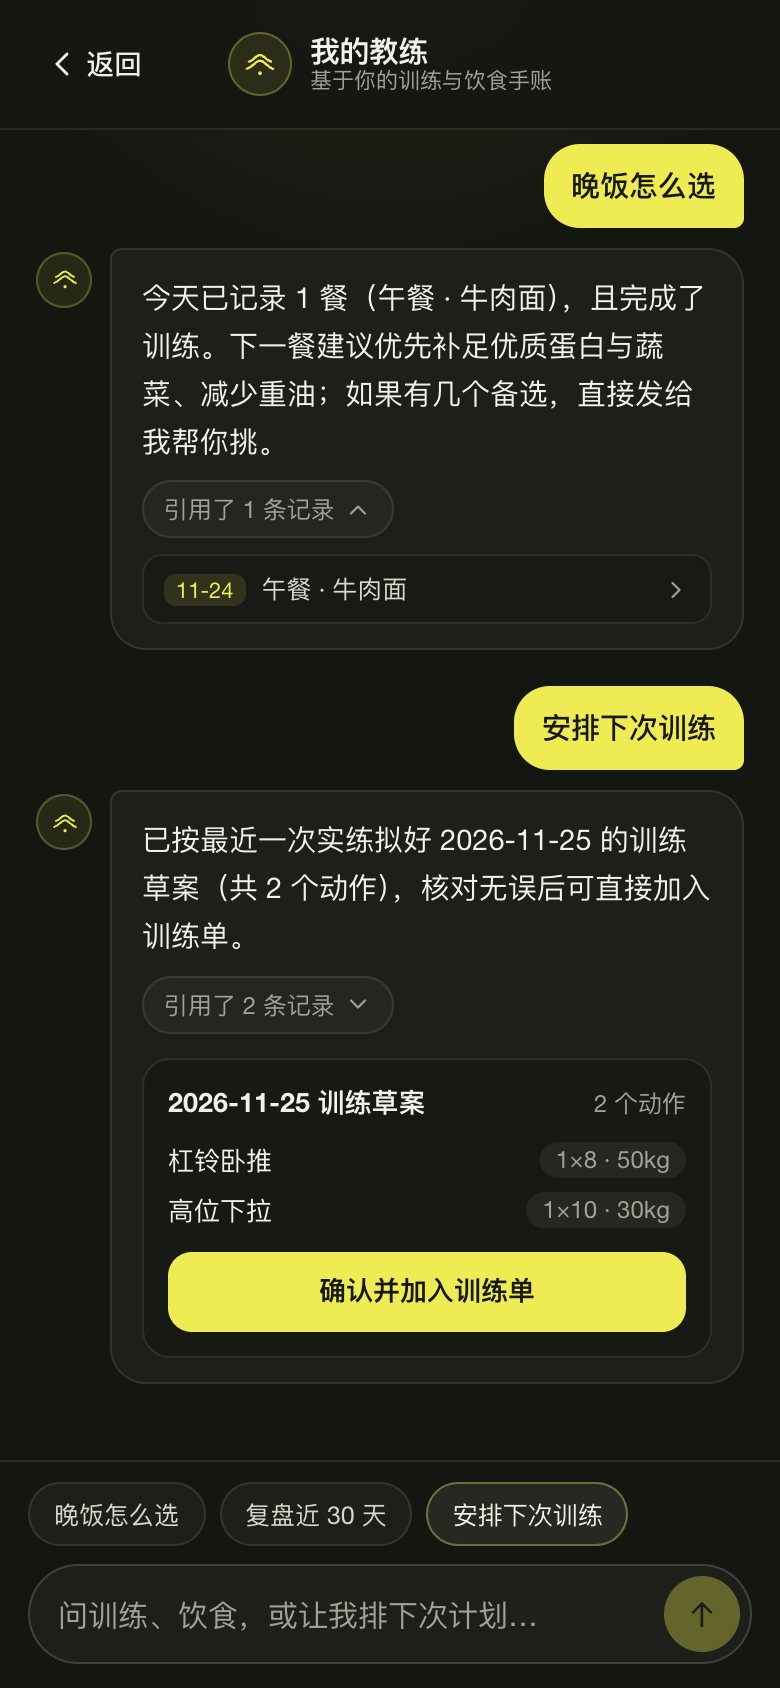 返回
我的教练
基于你的训练与饮食手账
晚饭怎么选
今天已记录 1 餐（午餐 · 牛肉面），且完成了
训练。下一餐建议优先补足优质蛋白与蔬
菜、减少重油；如果有几个备选，直接发给
我帮你挑。
引用了 1 条记录
11-24 午餐 · 牛肉面
安排下次训练
已按最近一次实练拟好 2026-11-25 的训练
草案（共 2 个动作），核对无误后可直接加入
训练单。
引用了 2 条记录
2026-11-25 训练草案 2 个动作
杠铃卧推 1×8 · 50kg
高位下拉 1×10 · 30kg
确认并加入训练单
晚饭怎么选 复盘近 30 天 安排下次训练
问训练、饮食，或让我排下次计划...